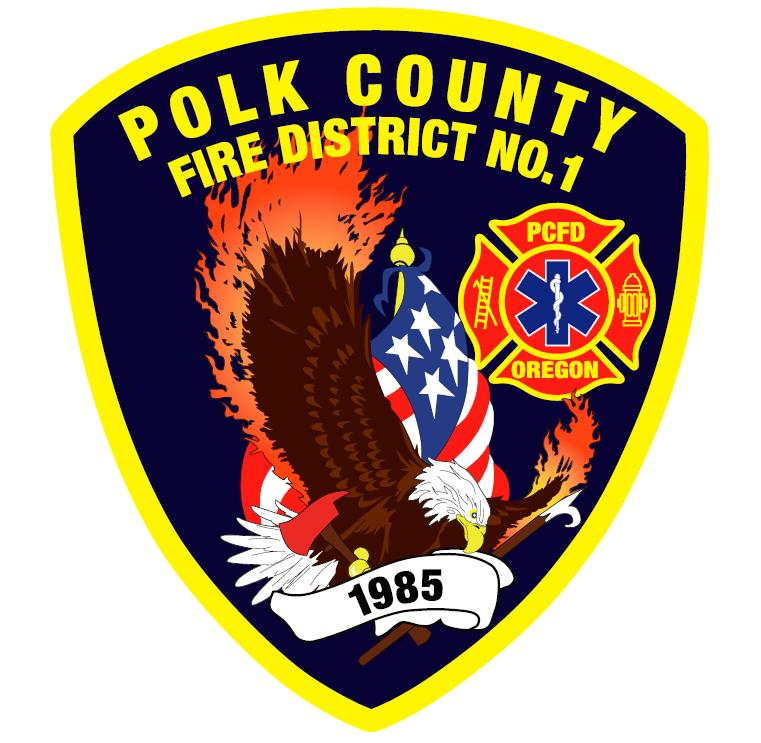 POLK COUNTY
FIRE DISTRICT NO.1
PCFD
OREGON
1985